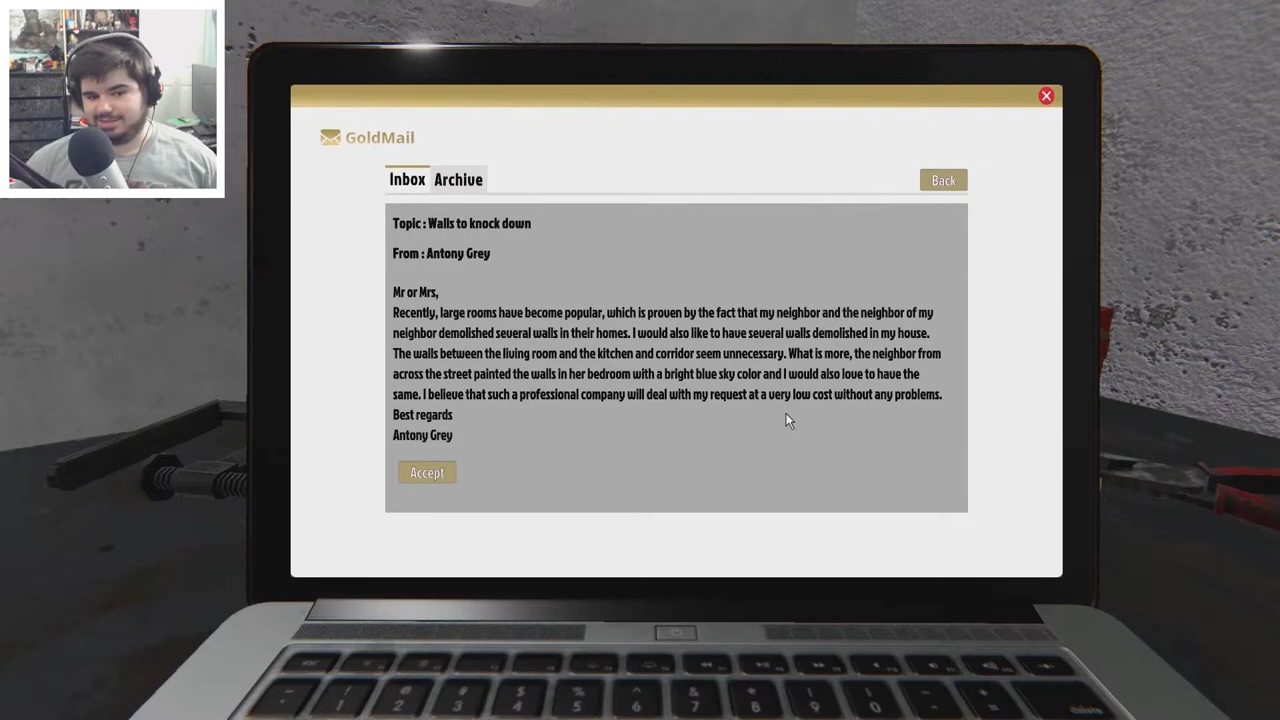 GoldMail
Inbox Archive
Back
Topic : Walls to knock down
From : Antony Grey
Mr or Mrs,
Recently, large rooms have become popular, which is proven by the fact that my neighbor and the neighbor of my
neighbor demolished several walls in their homes. I would also like to have several walls demolished in my house.
The walls between the living room and the kitchen and corridor seem unnecessary. What is more, the neighbor from
across the street painted the walls in her bedroom with a bright blue sky color and I would also love to have the
same. I believe that such a professional company will deal with my request at a very low cost without any problems.
Best regards
Antony Grey
Accept